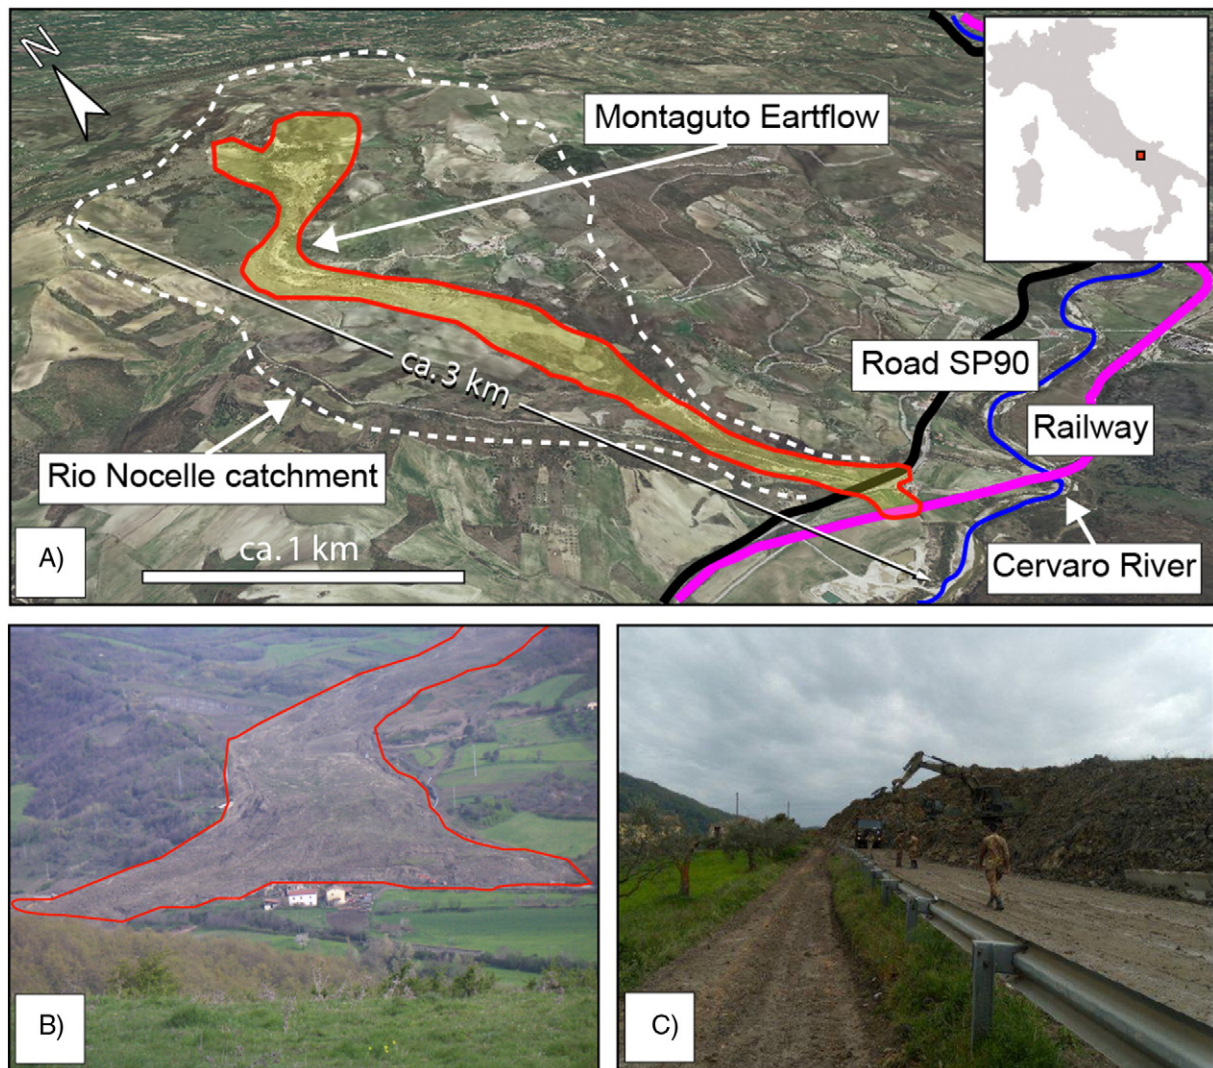 N
Montaguto Eartflow
Road SP90
ca. 3 km
Railway
Rio Nocelle catchment
ca. 1 km
A)
Cervaro River
B)
C)